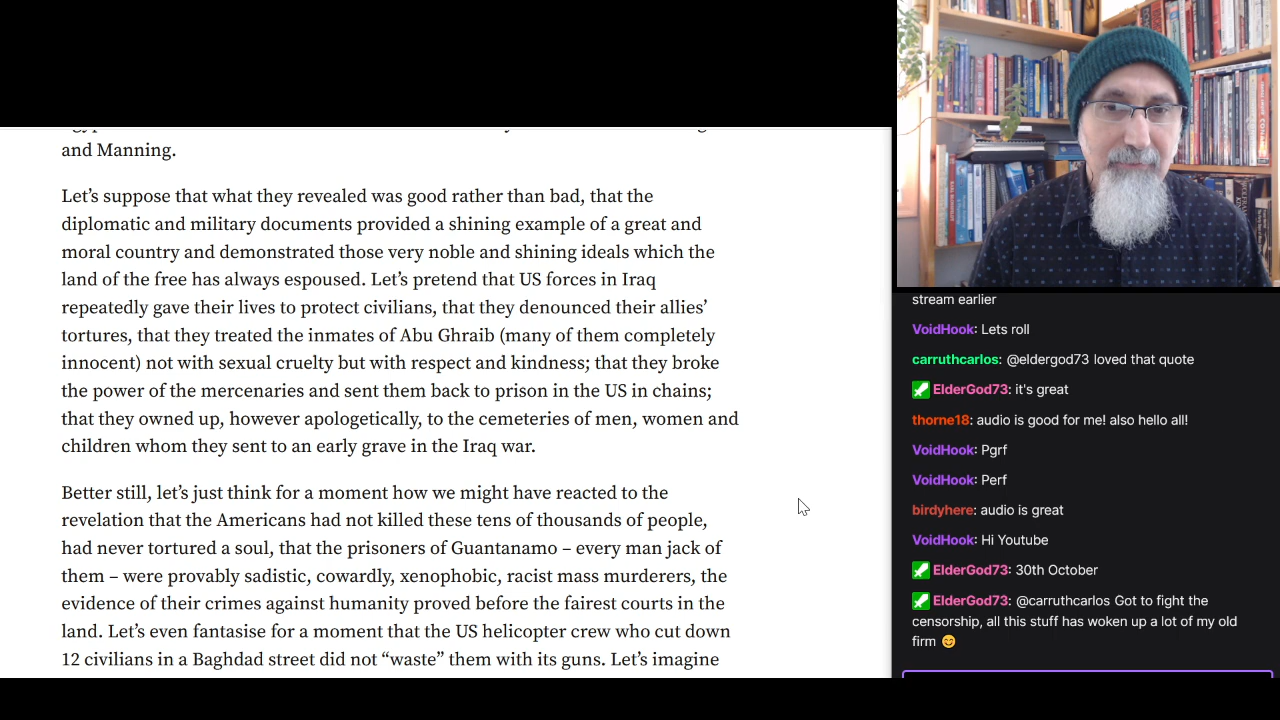 and Manning.
Let’s suppose that what they revealed was good rather than bad, that the
diplomatic and military documents provided a shining example of a great and
moral country and demonstrated those very noble and shining ideals which the
land of the free has always espoused. Let’s pretend that US forces in Iraq
repeatedly gave their lives to protect civilians, that they denounced their allies’
tortures, that they treated the inmates of Abu Ghraib (many of them completely
innocent) not with sexual cruelty but with respect and kindness; that they broke
the power of the mercenaries and sent them back to prison in the US in chains;
that they owned up, however apologetically, to the cemeteries of men, women and
children whom they sent to an early grave in the Iraq war.
Better still, let’s just think for a moment how we might have reacted to the
revelation that the Americans had not killed these tens of thousands of people,
had never tortured a soul, that the prisoners of Guantanamo – every man jack of
them – were provably sadistic, cowardly, xenophobic, racist mass murderers, the
evidence of their crimes against humanity proved before the fairest courts in the
land. Let’s even fantasise for a moment that the US helicopter crew who cut down
12 civilians in a Baghdad street did not “waste” them with its guns. Let’s imagine
stream earlier
VoidHook: Lets roll
carruthcarlos: @eldergod73 loved that quote
ElderGod73: it's great
thorne18: audio is good for me! also hello all!
VoidHook: Pgrf
VoidHook: Perf
birdyhere: audio is great
VoidHook: Hi Youtube
ElderGod73: 30th October
ElderGod73: @carruthcarlos Got to fight the
censorship, all this stuff has woken up a lot of my old
firm 😊